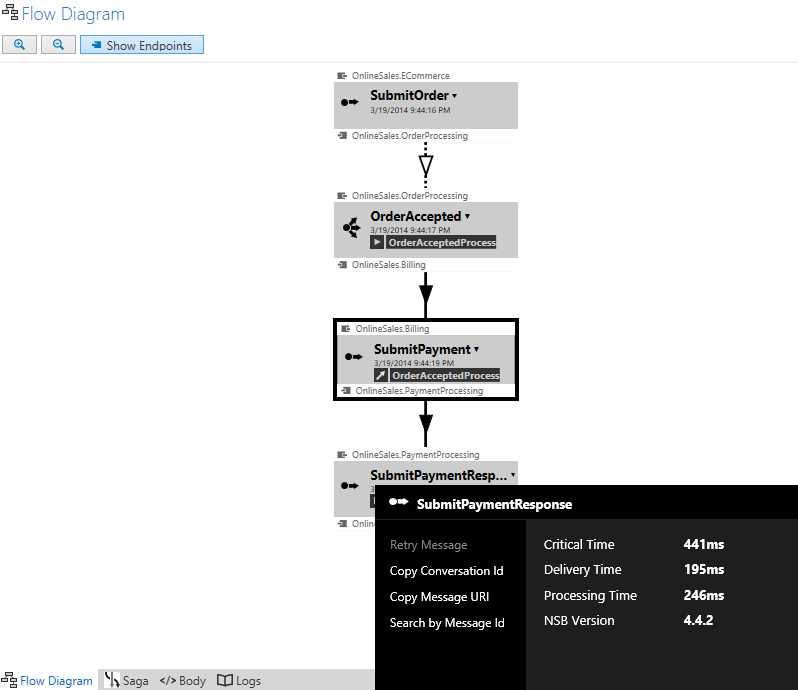 Flow Diagram
Show Endpoints
OnlineSales.ECommerce
SubmitOrder
3/19/2014 9:44:16 PM
OnlineSales.OrderProcessing
OnlineSales.OrderProcessing
OrderAccepted
3/19/2014 9:44:17 PM
OrderAcceptedProcess
OnlineSales.Billing
OnlineSales.Billing
SubmitPayment
3/19/2014 9:44:19 PM
OrderAcceptedProcess
OnlineSales.PaymentProcessing
OnlineSales.PaymentProcessing
SubmitPaymentResp...
SubmitPaymentResponse
Retry Message
Copy Conversation Id
Copy Message URI
Search by Message Id
Critical Time 441ms
Delivery Time 195ms
Processing Time 246ms
NSB Version 4.4.2
Flow Diagram Saga </> Body Logs